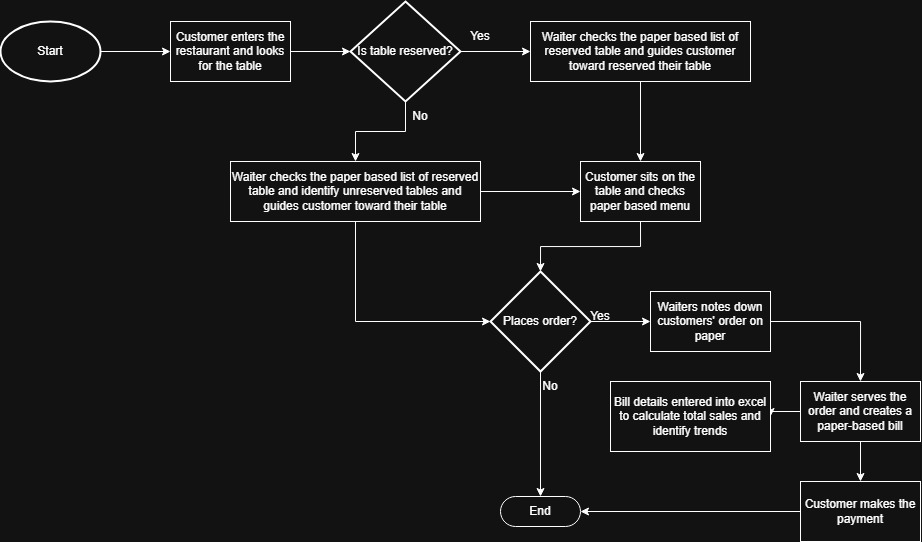 Start
Customer enters the
restaurant and looks
for the table
Is table reserved?
Yes
Waiter checks the paper based list of
reserved table and guides customer
toward reserved their table
No
Waiter checks the paper based list of reserved
table and identify unreserved tables and
guides customer toward their table
Customer sits on the
table and checks
paper based menu
Places order?
Yes
Waiters notes down
customers' order on
paper
No
Bill details entered into excel
to calculate total sales and
identify trends
Waiter serves the
order and creates a
paper-based bill
End
Customer makes the
payment